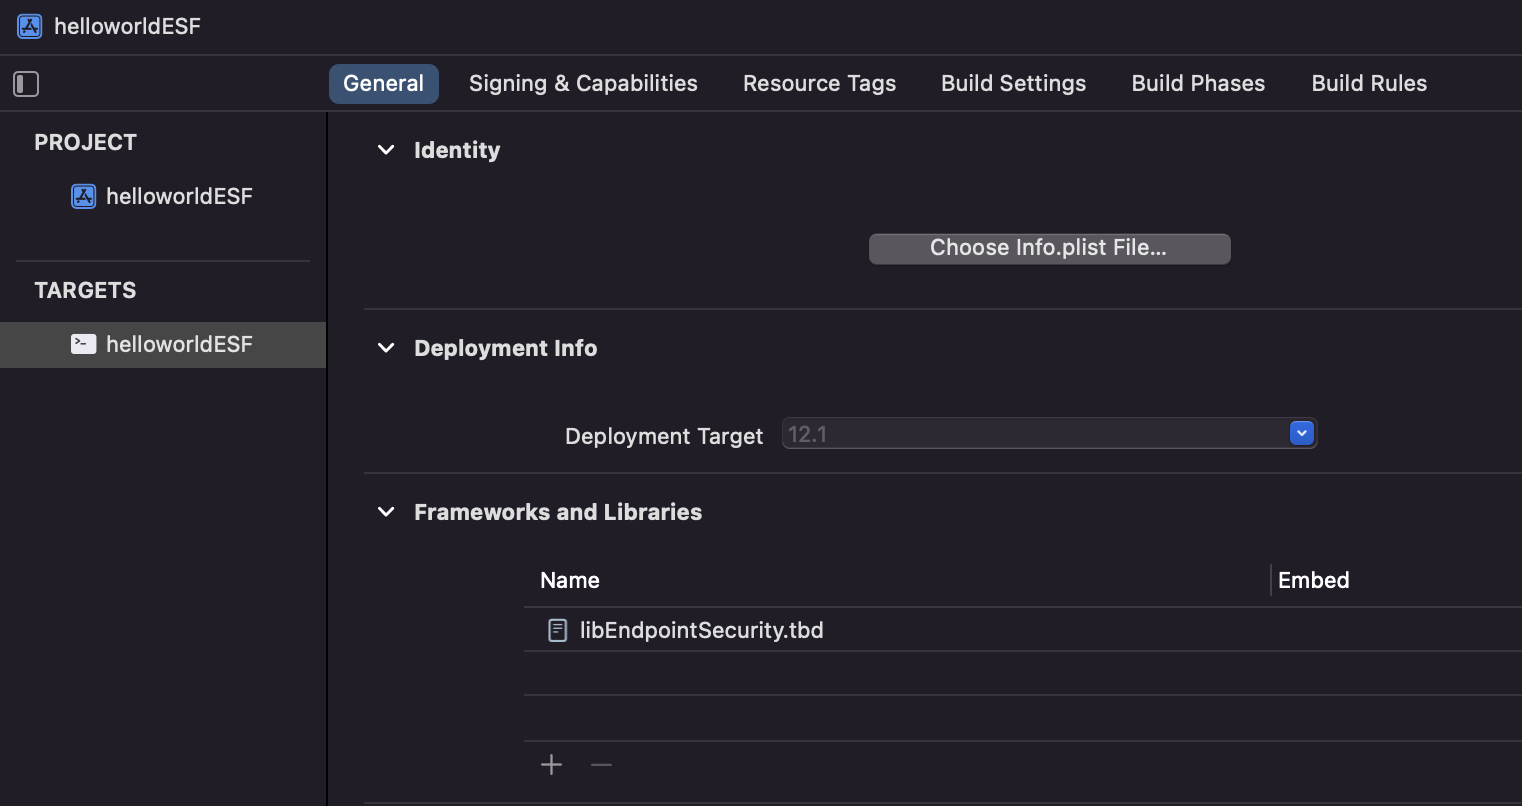 helloworldESF
General Signing & Capabilities Resource Tags Build Settings Build Phases Build Rules
PROJECT
helloworldESF
TARGETS
helloworldESF
Identity
Choose Info.plist File...
Deployment Info
Deployment Target 12.1
Frameworks and Libraries
Name Embed
libEndpointSecurity.tbd